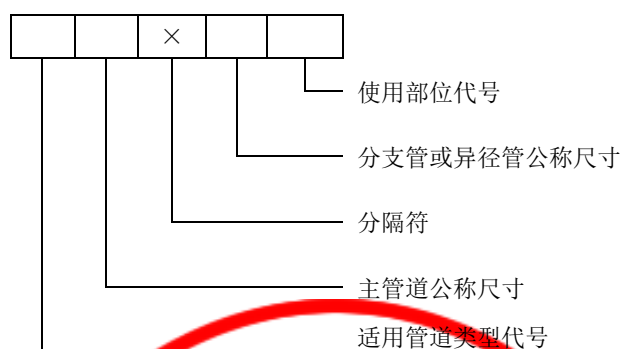 ×
使用部位代号
分支管或异径管公称尺寸
分隔符
主管道公称尺寸
适用管道类型代号